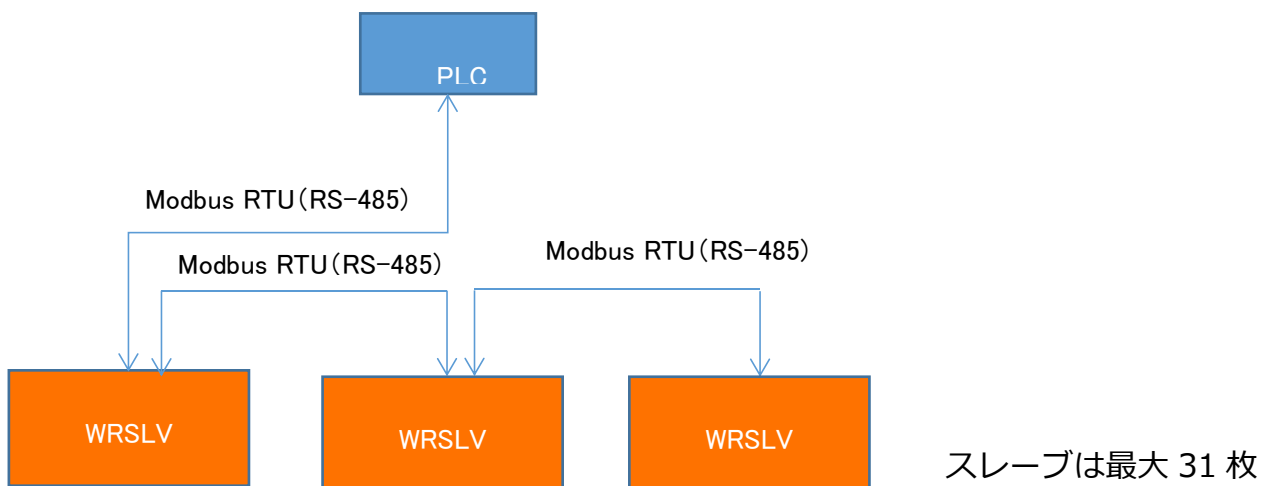 PLC
Modbus RTU(RS-485)
Modbus RTU(RS-485)
Modbus RTU(RS-485)
WRSLV
WRSLV
WRSLV
スレーブは最大 31 枚